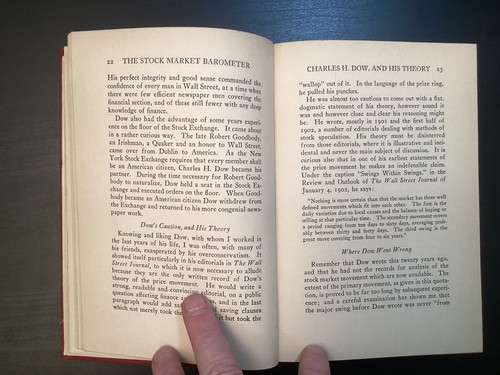 22 THE STOCK MARKET BAROMETER
His perfect integrity and good sense commanded the
confidence of every man in Wall Street, at a time when
there were few efficient newspaper men covering the
financial section, and of these still fewer with any deep
knowledge of finance.
Dow also had the advantage of some years experi-
ence on the floor of the Stock Exchange. It came about
in a rather curious way. The late Robert Goodbody,
an Irishman, a Quaker and an honor to Wall Street,
came over from Dublin to America. As the New
York Stock Exchange requires that every member shall
be an American citizen, Charles H. Dow became his
partner. During the time necessary for Robert Good-
body to naturalize, Dow held a seat in the Stock Ex-
change and executed orders on the floor. When Good-
body became an American citizen Dow withdrew from
the Exchange and returned to his more congenial news-
paper work.
Dow's Caution, and His Theory
Knowing and liking Dow, with whom I worked in
the last years of his life, I was often, with many of
his friends, exasperated by his overconservatism. It
showed itself particularly in his editorials in The Wall
Street Journal, to which it is now necessary to allude
because they are the only written record of Dow's
theory of the price movement. He would write a
strong, readable and convincing editorial, on a public
question affecting finance and, in the last
paragraph would add saving clauses
which not merely took the it but took the
CHARLES H. DOW, AND HIS THEORY 23
"wallop" out of it. In the language of the prize ring,
he pulled his punches.
He was almost too cautious to come out with a flat,
dogmatic statement of his theory, however sound it
was and however close and clear his reasoning might
be. He wrote, mostly in 1901 and the first half of
1902, a number of editorials dealing with methods of
stock speculation. His theory must be disinterred
from those editorials, where it is illustrative and inci-
dental and never the main subject of discussion. It is
curious also that in one of his earliest statements of
the price movement he makes an indefensible claim.
Under the caption "Swings Within Swings," in the
Review and Outlook of The Wall Street Journal of
January 4, 1902, he says:
"Nothing is more certain than that the market has three well
defined movements which fit into each other. The first is the
daily variation due to local causes and the balance of buying or
selling at that particular time. The secondary movement covers
a period ranging from ten days to sixty days, averaging prob-
ably between thirty and forty days. The third swing is the
great move covering from four to six years."
Where Dow Went Wrong
Remember that Dow wrote this twenty years ago,
and that he had not the records for analysis of the
stock market movement which are now available. The
extent of the primary movement, as given in this quota-
tion, is proved to be far too long by subsequent experi-
ence; and a careful examination has shown me that
the major swing before Dow wrote was never "from